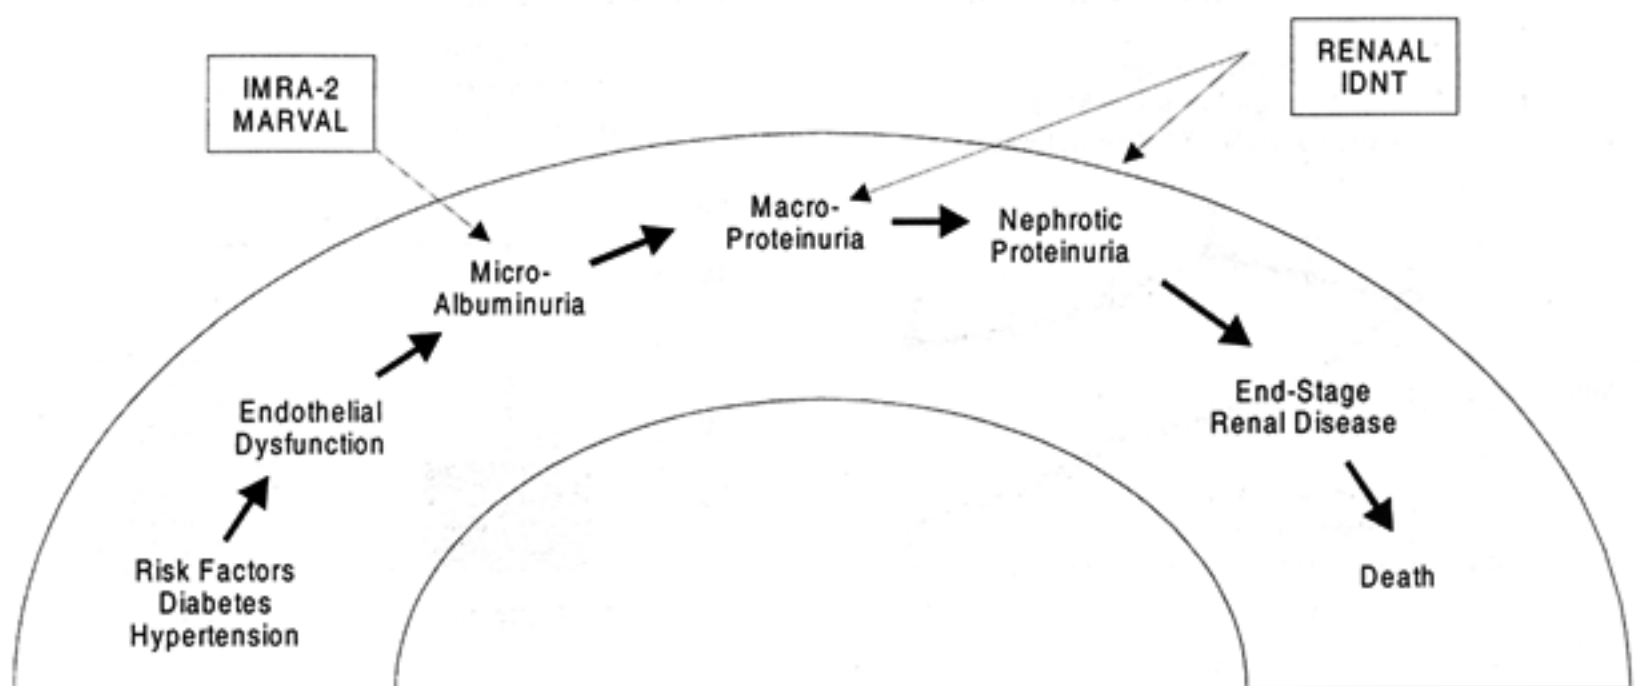 IMRA-2
MARVAL
RENAAL
IDNT
Macro-
Proteinuria
Nephrotic
Proteinuria
Micro-
Albuminuria
End-Stage
Renal Disease
Endothelial
Dysfunction
Death
Risk Factors
Diabetes
Hypertension